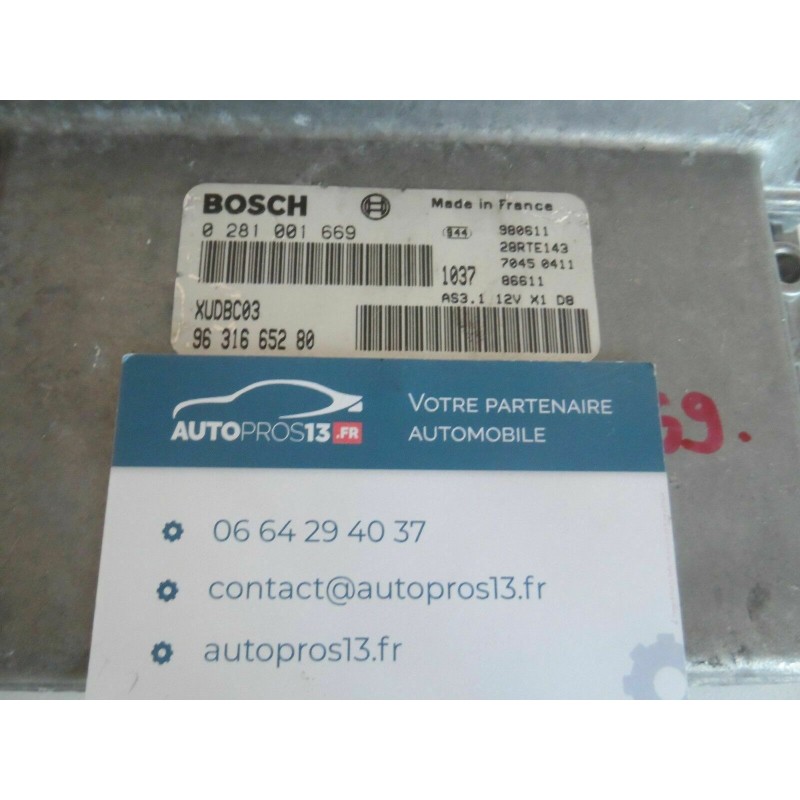 BOSCH Made in France
0 281 001 669 944 980611
28RTE143
7045 0411
1037 86611
AS3.1 12V X1 D8
XUDBC03
96 316 652 80
69.
AUTOPROS13.FR
VOTRE PARTENAIRE
AUTOMOBILE
06 64 29 40 37
contact@autopros13.fr
autopros13.fr